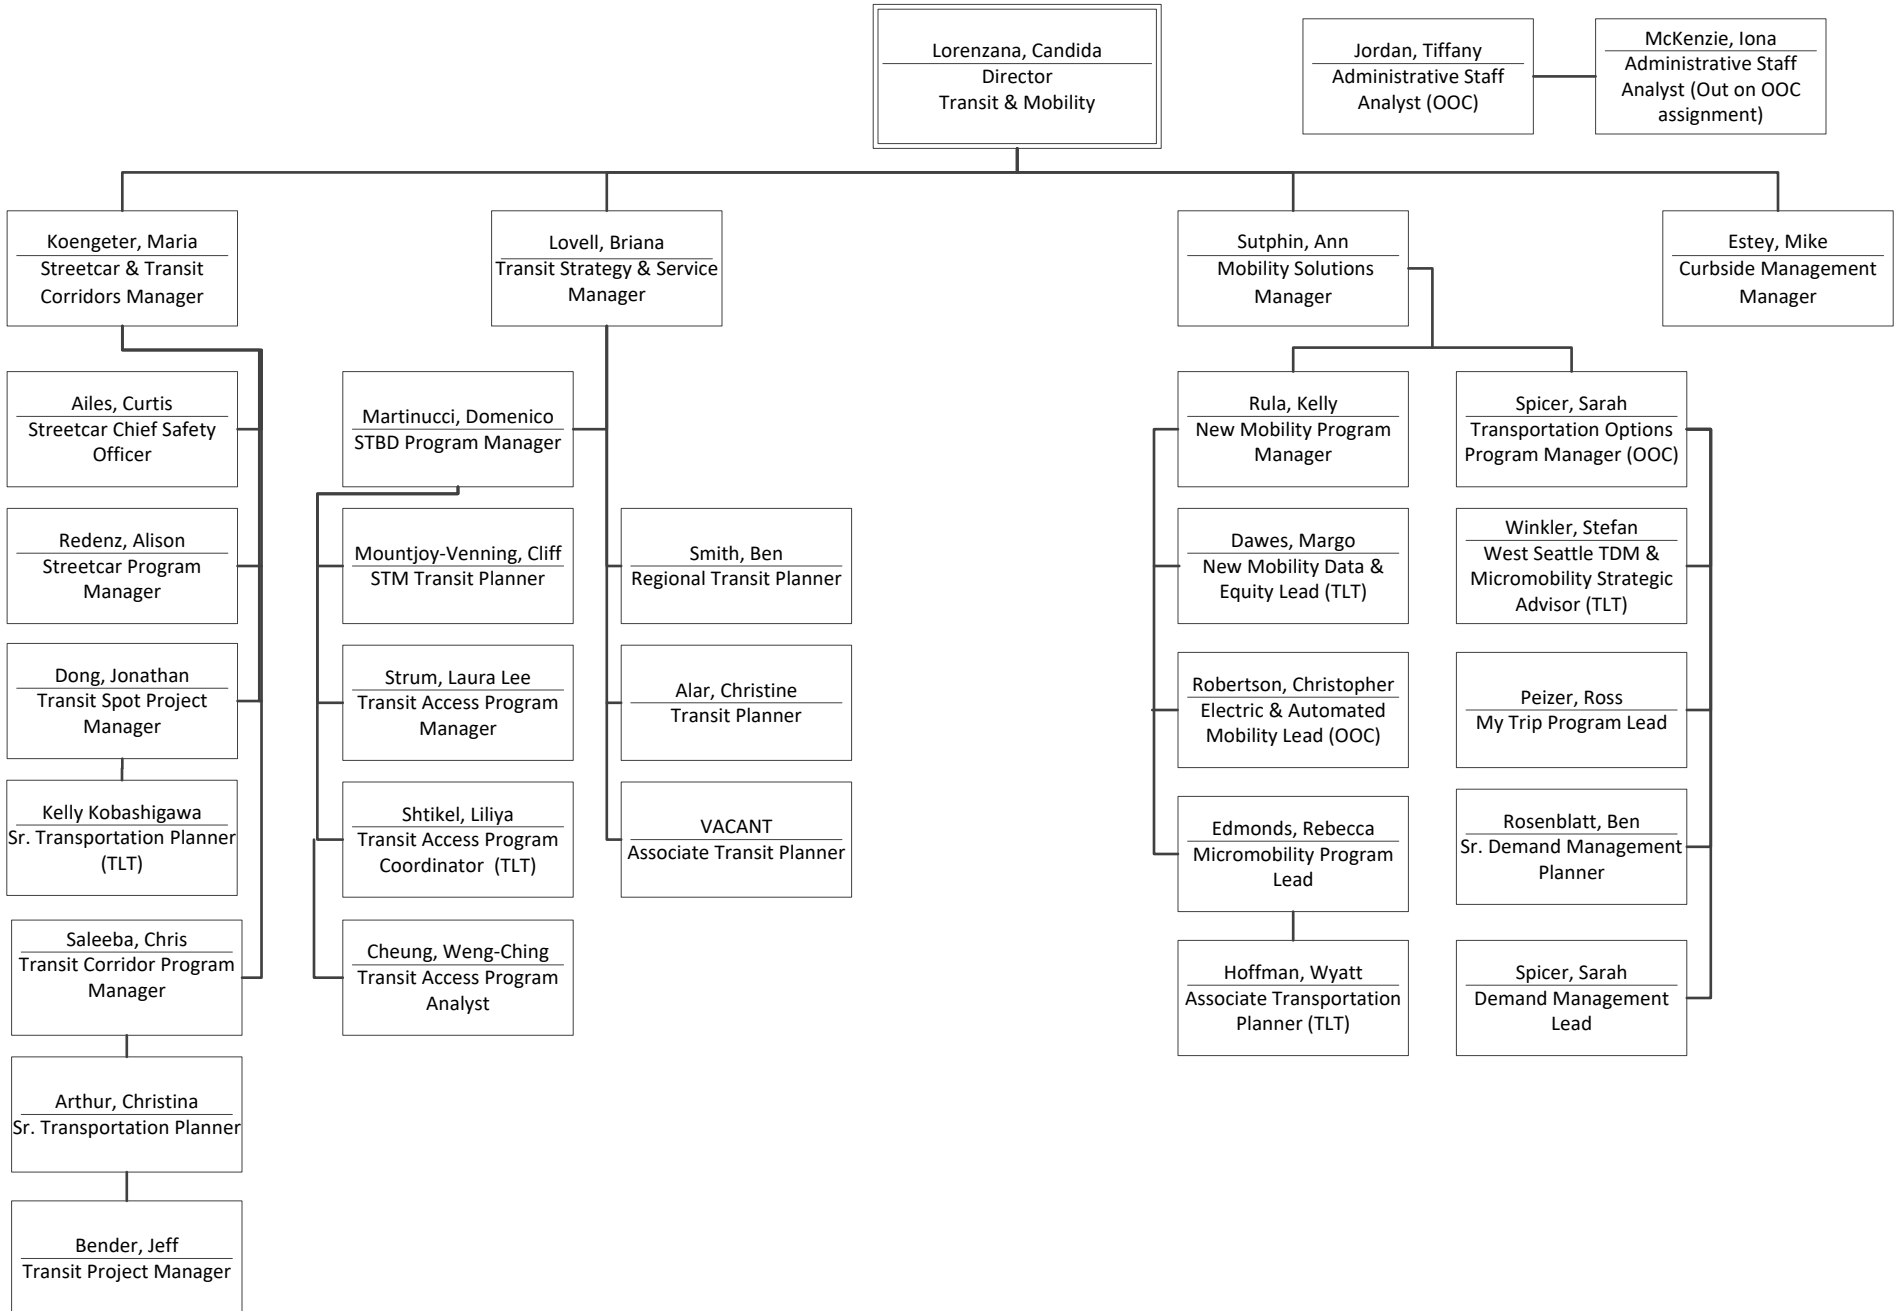 Lorenzana, Candida
Director
Transit & Mobility
Jordan, Tiffany
Administrative Staff
Analyst (OOC)
McKenzie, Iona
Administrative Staff
Analyst (Out on OOC
assignment)
Koengeter, Maria
Streetcar & Transit
Corridors Manager
Lovell, Briana
Transit Strategy & Service
Manager
Sutphin, Ann
Mobility Solutions
Manager
Estey, Mike
Curbside Management
Manager
Ailes, Curtis
Streetcar Chief Safety
Officer
Redenz, Alison
Streetcar Program
Manager
Dong, Jonathan
Transit Spot Project
Manager
Kelly Kobashigawa
Sr. Transportation Planner
(TLT)
Saleeba, Chris
Transit Corridor Program
Manager
Arthur, Christina
Sr. Transportation Planner
Bender, Jeff
Transit Project Manager
Martinucci, Domenico
STBD Program Manager
Mountjoy-Venning, Cliff
STM Transit Planner
Strum, Laura Lee
Transit Access Program
Manager
Shtikel, Liliya
Transit Access Program
Coordinator (TLT)
Cheung, Weng-Ching
Transit Access Program
Analyst
Smith, Ben
Regional Transit Planner
Alar, Christine
Transit Planner
VACANT
Associate Transit Planner
Rula, Kelly
New Mobility Program
Manager
Dawes, Margo
New Mobility Data &
Equity Lead (TLT)
Robertson, Christopher
Electric & Automated
Mobility Lead (OOC)
Edmonds, Rebecca
Micromobility Program
Lead
Hoffman, Wyatt
Associate Transportation
Planner (TLT)
Spicer, Sarah
Transportation Options
Program Manager (OOC)
Winkler, Stefan
West Seattle TDM &
Micromobility Strategic
Advisor (TLT)
Peizer, Ross
My Trip Program Lead
Rosenblatt, Ben
Sr. Demand Management
Planner
Spicer, Sarah
Demand Management
Lead